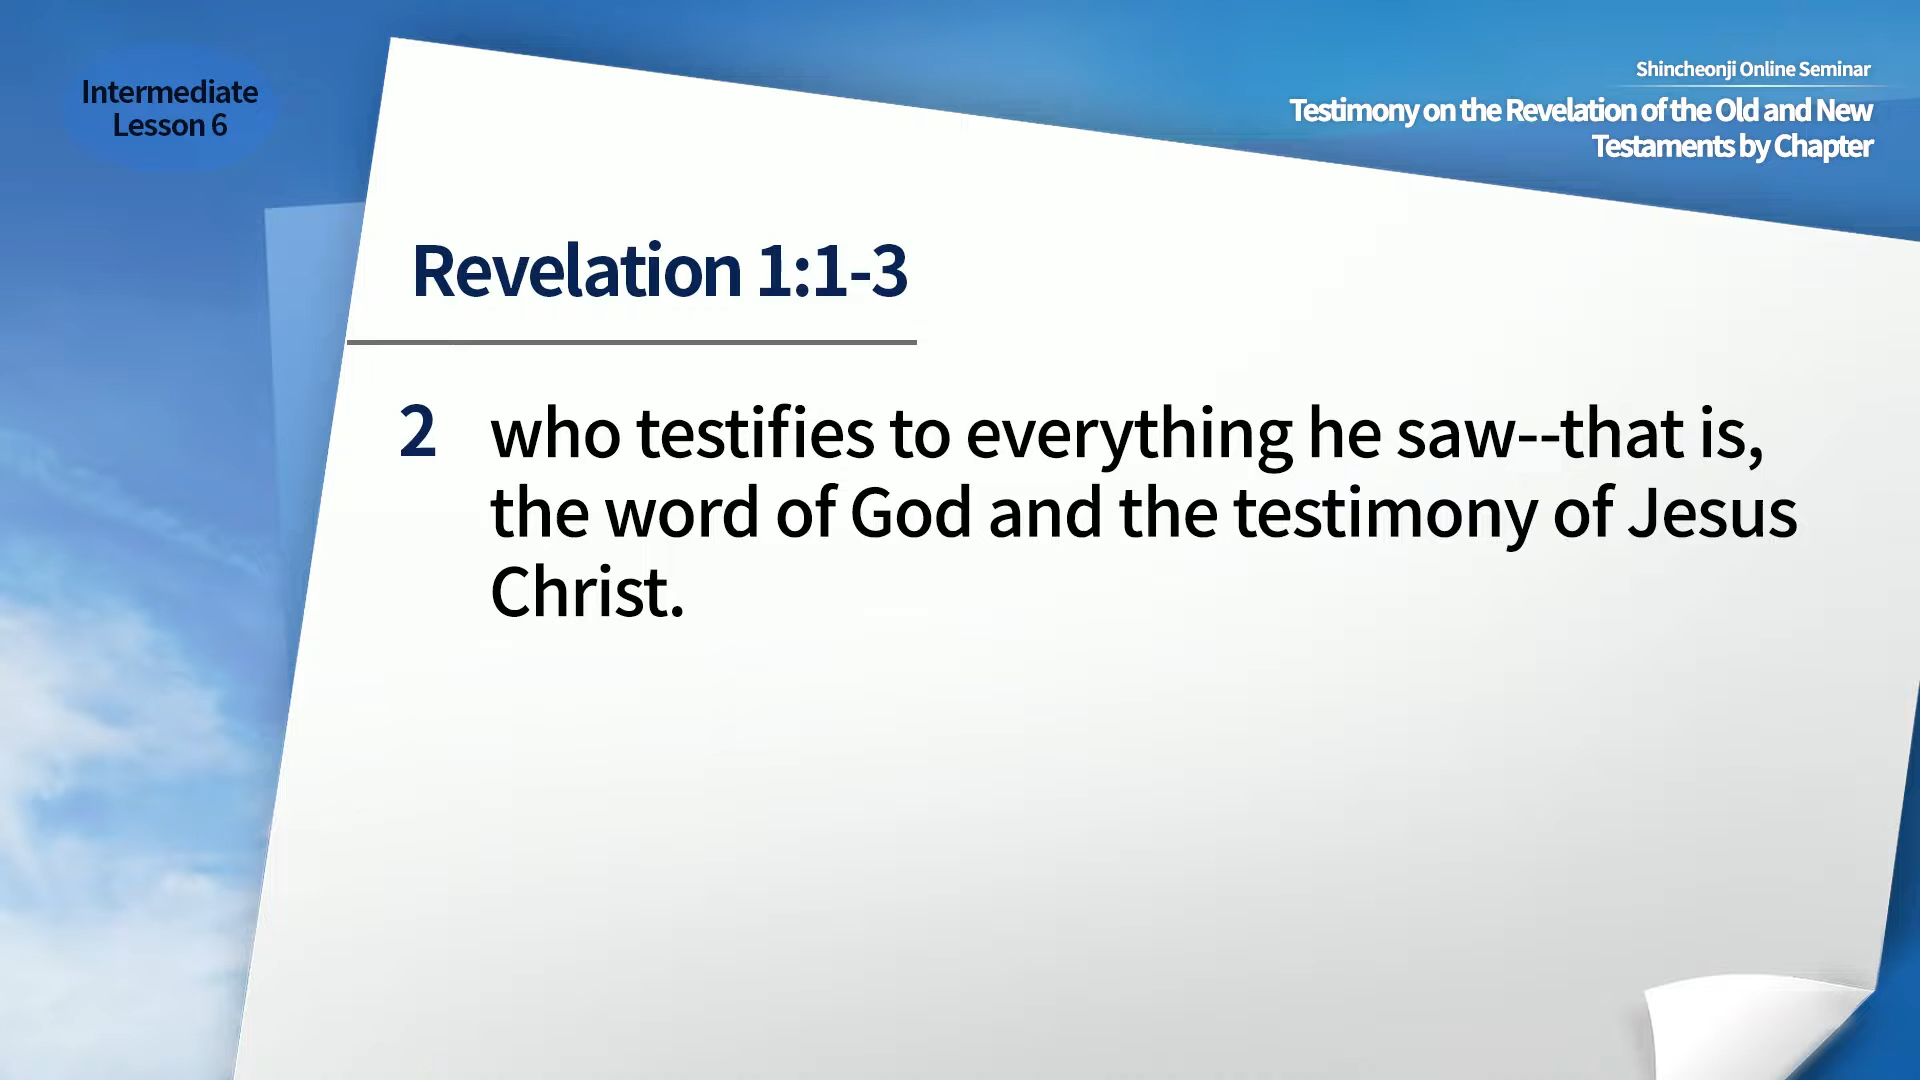 Intermediate
Lesson 6
Shincheonji Online Seminar
Testimony on the Revelation of the Old and New
Testaments by Chapter
Revelation 1:1-3
2 who testifies to everything he saw--that is,
the word of God and the testimony of Jesus
Christ.